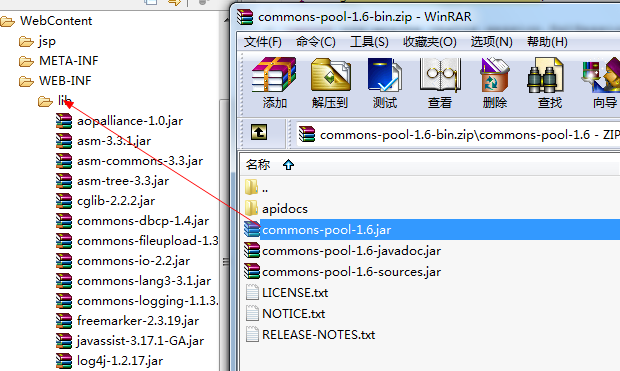 WebContent
jsp
META-INF
WEB-INF
lib
aopalliance-1.0.jar
asm-3.3.1.jar
asm-commons-3.3.jar
asm-tree-3.3.jar
cglib-2.2.2.jar
commons-dbcp-1.4.jar
commons-fileupload-1.3
commons-io-2.2.jar
commons-lang3-3.1.jar
commons-logging-1.1.3.
freemarker-2.3.19.jar
javassist-3.17.1-GA.jar
log4j-1.2.17.jar
commons-pool-1.6-bin.zip - WinRAR
文件(F) 命令(C) 工具(S) 收藏夹(O) 选项(N) 帮助(H)
添加 解压到 测试 查看 删除 查找 向导
commons-pool-1.6-bin.zip\commons-pool-1.6 - ZIP
名称
..
apidocs
commons-pool-1.6.jar
commons-pool-1.6-javadoc.jar
commons-pool-1.6-sources.jar
LICENSE.txt
NOTICE.txt
RELEASE-NOTES.txt